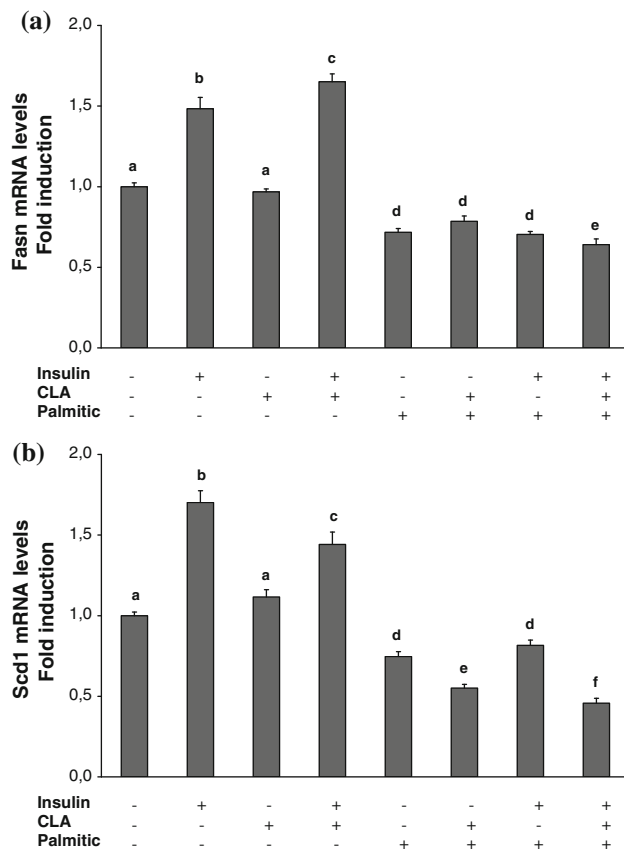 (a)
Fasn mRNA levels
Fold induction
2,0
1,5
1,0
0,5
0,0
a
b
a
c
d
d
d
e
Insulin - + - + - - + +
CLA - - + + - + - +
Palmitic - - - - + + + +
(b)
Scd1 mRNA levels
Fold induction
2,0
1,5
1,0
0,5
0,0
a
b
a
c
d
e
d
f
Insulin - + - + - - + +
CLA - - + + - + - +
Palmitic - - - - + + + +